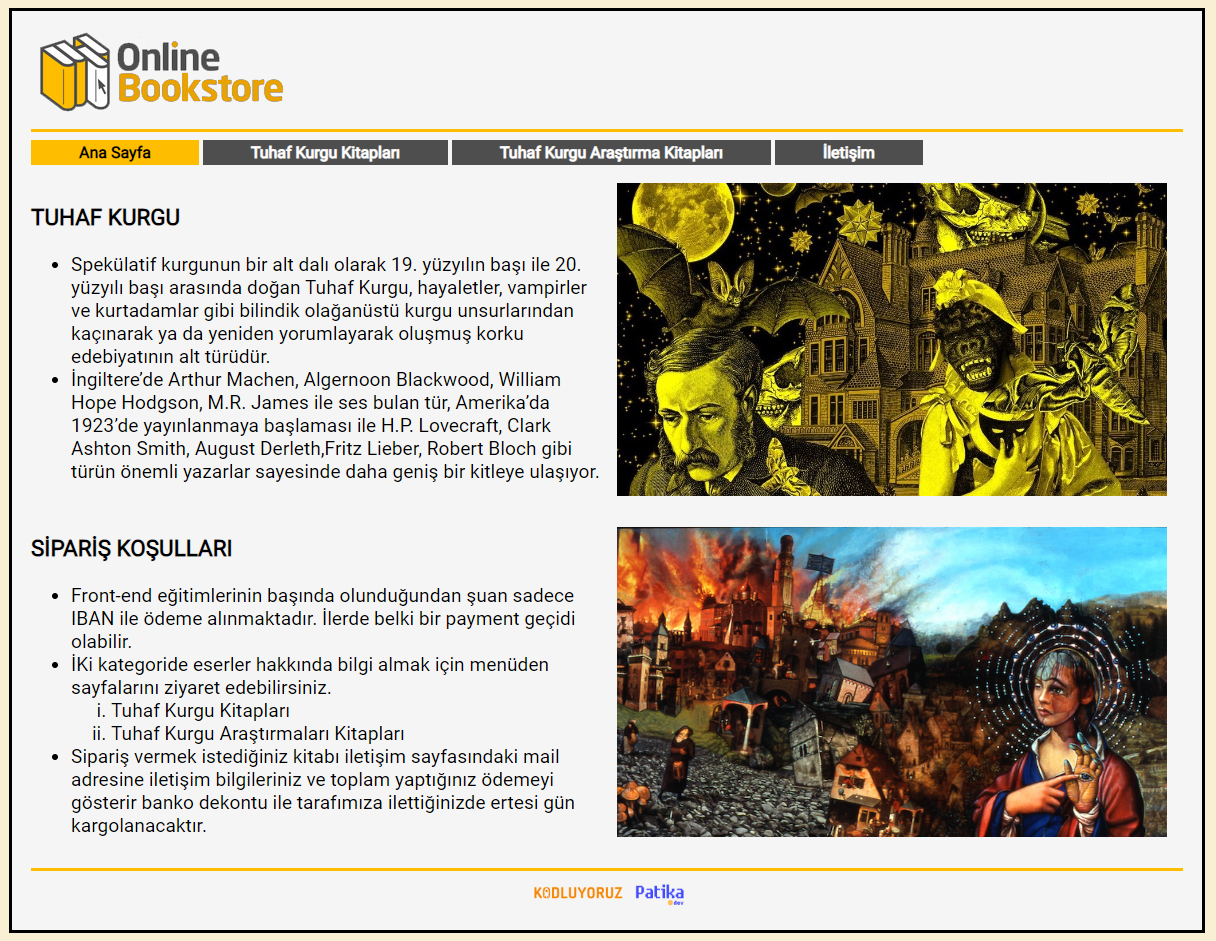 Online
Bookstore
Ana Sayfa
Tuhaf Kurgu Kitapları
Tuhaf Kurgu Araştırma Kitapları
İletişim
TUHAF KURGU
• Spekülatif kurgunun bir alt dalı olarak 19. yüzyılın başı ile 20.
yüzyılı başı arasında doğan Tuhaf Kurgu, hayaletler, vampirler
ve kurtadamlar gibi bilindik olağanüstü kurgu unsurlarından
kaçınarak ya da yeniden yorumlayarak oluşmuş korku
edebiyatının alt türüdür.
• İngiltere’de Arthur Machen, Algernoon Blackwood, William
Hope Hodgson, M.R. James ile ses bulan tür, Amerika’da
1923’de yayınlanmaya başlaması ile H.P. Lovecraft, Clark
Ashton Smith, August Derleth,Fritz Lieber, Robert Bloch gibi
türün önemli yazarlar sayesinde daha geniş bir kitleye ulaşıyor.
SİPARİŞ KOŞULLARI
• Front-end eğitimlerinin başında olunduğundan şuan sadece
IBAN ile ödeme alınmaktadır. İlerde belki bir payment geçidi
olabilir.
• İKi kategoride eserler hakkında bilgi almak için menüden
sayfalarını ziyaret edebilirsiniz.
i. Tuhaf Kurgu Kitapları
ii. Tuhaf Kurgu Araştırmaları Kitapları
• Sipariş vermek istediğiniz kitabı iletişim sayfasındaki mail
adresine iletişim bilgileriniz ve toplam yaptığınız ödemeyi
gösterir banko dekontu ile tarafımıza ilettiğinizde ertesi gün
kargolanacaktır.
KODLUYORUZ
Patika
dev